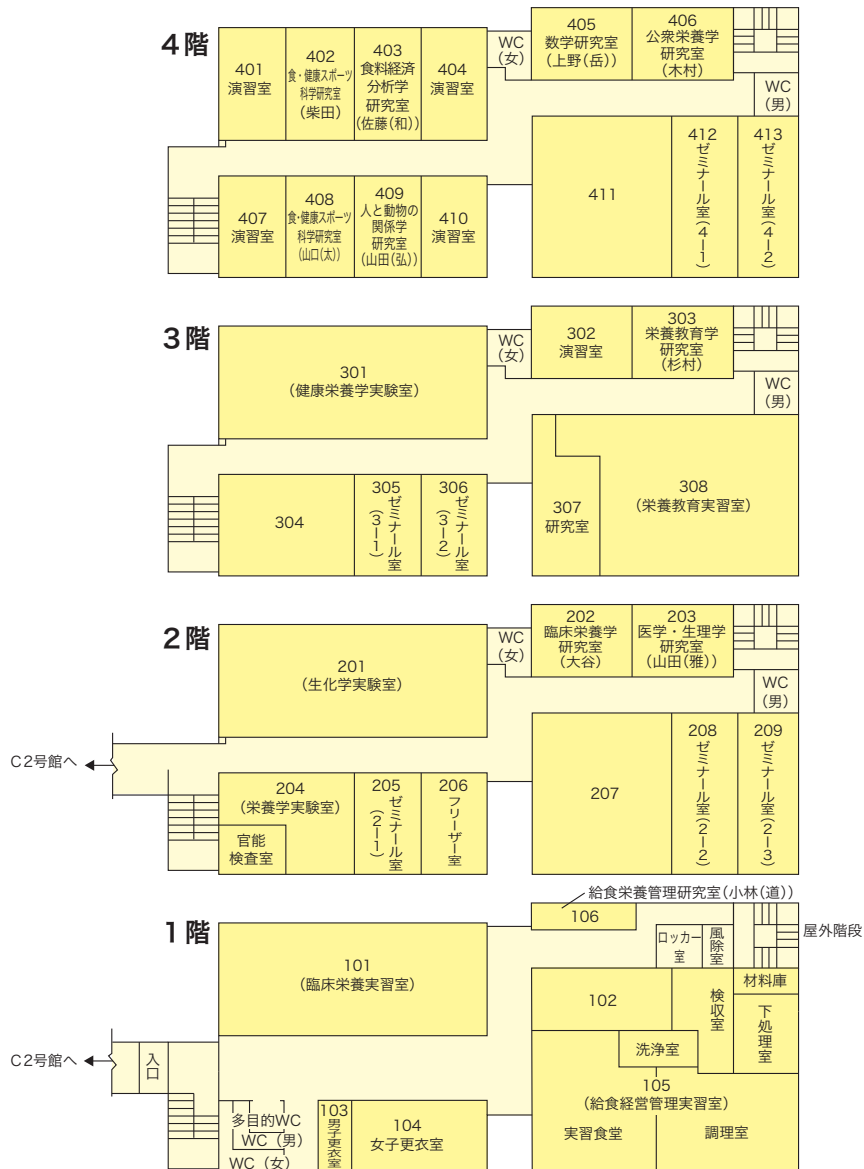 4階
401
演習室
402
食・健康スポーツ
科学研究室
(柴田)
403
食料経済
分析学
研究室
(佐藤(和))
404
演習室
WC
(女)
405
数学研究室
(上野(岳))
406
公衆栄養学
研究室
(木村)
WC
(男)
407
演習室
408
食・健康スポーツ
科学研究室
(山口(太))
409
人と動物の
関係学
研究室
(山田(弘))
410
演習室
411
412
ゼミナール室(4-1)
413
ゼミナール室(4-2)
3階
301
(健康栄養学実験室)
WC
(女)
302
演習室
303
栄養教育学
研究室
(杉村)
WC
(男)
304
305
ゼミナール室
(3-1)
306
ゼミナール室
(3-2)
307
研究室
308
(栄養教育実習室)
2階
201
(生化学実験室)
WC
(女)
202
臨床栄養学
研究室
(大谷)
203
医学・生理学
研究室
(山田(雅))
WC
(男)
C2号館へ
204
(栄養学実験室)
官能
検査室
205
ゼミナール室
(2-1)
206
フリーザー室
207
208
ゼミナール室(2-2)
209
ゼミナール室(2-3)
1階
給食栄養管理研究室(小林(道))
106
101
(臨床栄養実習室)
ロッカー
室
風除室
屋外階段
102
検収室
材料庫
下処理室
洗浄室
C2号館へ
入口
多目的WC
WC(男)
WC(女)
103
男子更衣室
104
女子更衣室
105
(給食経営管理実習室)
実習食堂
調理室